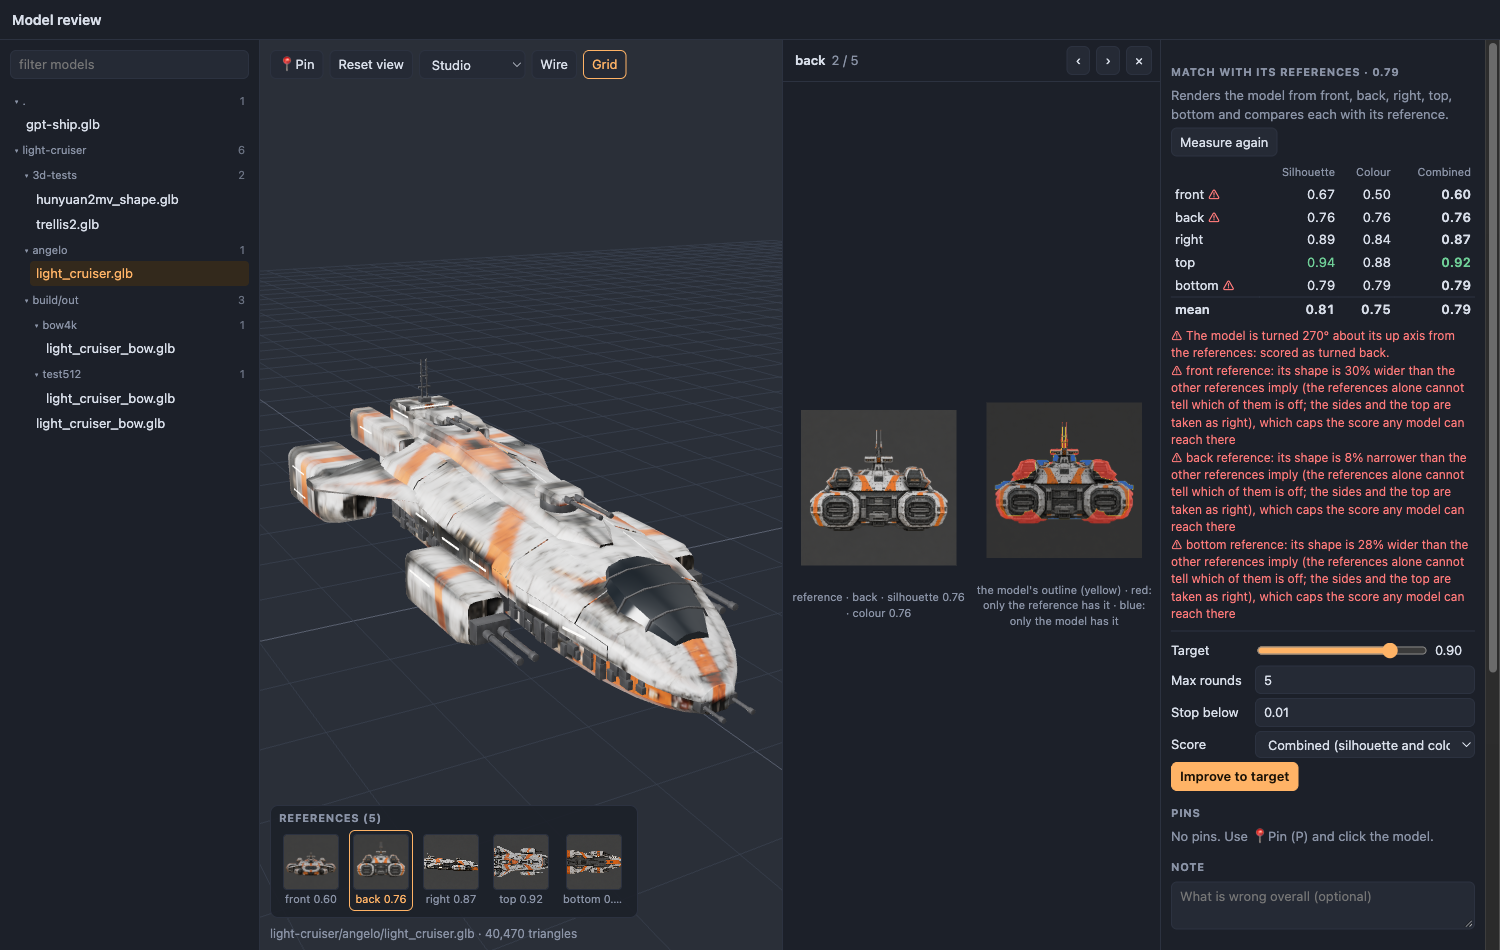 Model review
filter models
. 1
gpt-ship.glb
light-cruiser 6
3d-tests 2
hunyuan2mv_shape.glb
trellis2.glb
angelo 1
light_cruiser.glb
build/out 3
bow4k 1
light_cruiser_bow.glb
test512 1
light_cruiser_bow.glb
light_cruiser_bow.glb
Pin Reset view Studio Wire Grid
REFERENCES (5)
front 0.60 back 0.76 right 0.87 top 0.92 bottom 0....
light-cruiser/angelo/light_cruiser.glb · 40,470 triangles
back 2 / 5 ‹ › ×
reference · back · silhouette 0.76
· colour 0.76
the model's outline (yellow) · red:
only the reference has it · blue:
only the model has it
MATCH WITH ITS REFERENCES · 0.79
Renders the model from front, back, right, top,
bottom and compares each with its reference.
Measure again
Silhouette Colour Combined
front ⚠ 0.67 0.50 0.60
back ⚠ 0.76 0.76 0.76
right 0.89 0.84 0.87
top 0.94 0.88 0.92
bottom ⚠ 0.79 0.79 0.79
mean 0.81 0.75 0.79
⚠ The model is turned 270° about its up axis from
the references: scored as turned back.
⚠ front reference: its shape is 30% wider than the
other references imply (the references alone cannot
tell which of them is off; the sides and the top are
taken as right), which caps the score any model can
reach there
⚠ back reference: its shape is 8% narrower than the
other references imply (the references alone cannot
tell which of them is off; the sides and the top are
taken as right), which caps the score any model can
reach there
⚠ bottom reference: its shape is 28% wider than the
other references imply (the references alone cannot
tell which of them is off; the sides and the top are
taken as right), which caps the score any model can
reach there
Target 0.90
Max rounds 5
Stop below 0.01
Score Combined (silhouette and colc
Improve to target
PINS
No pins. Use 📍Pin (P) and click the model.
NOTE
What is wrong overall (optional)